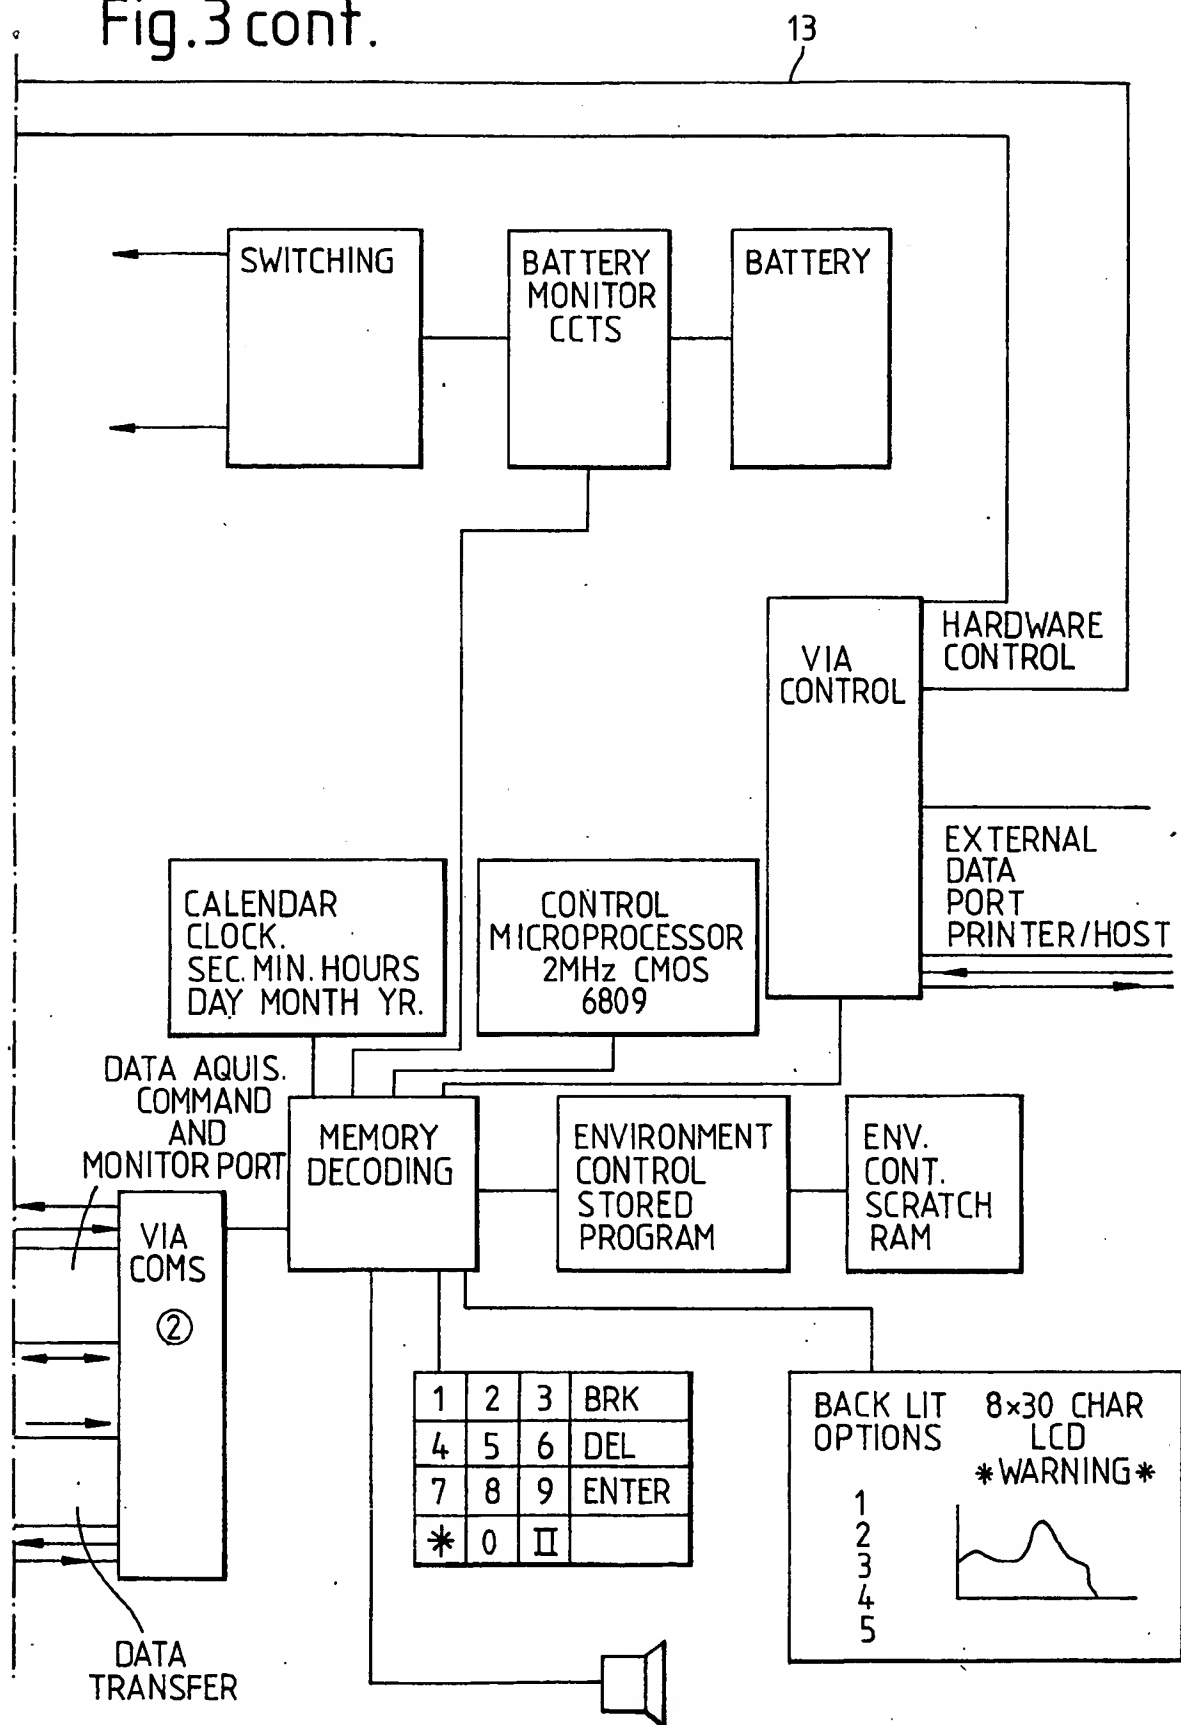 Fig.3 cont.
13
SWITCHING
BATTERY
MONITOR
CCTS
BATTERY
VIA
CONTROL
HARDWARE
CONTROL
EXTERNAL
DATA
PORT
PRINTER/HOST
CALENDAR
CLOCK.
SEC. MIN. HOURS
DAY MONTH YR.
CONTROL
MICROPROCESSOR
2MHz CMOS
6809
DATA AQUIS.
COMMAND
AND
MONITOR PORT
MEMORY
DECODING
ENVIRONMENT
CONTROL
STORED
PROGRAM
ENV.
CONT.
SCRATCH
RAM
VIA
COMS
②
1 2 3 BRK
4 5 6 DEL
7 8 9 ENTER
* 0 II
BACK LIT
OPTIONS
8×30 CHAR
LCD
*WARNING*
1
2
3
4
5
DATA
TRANSFER